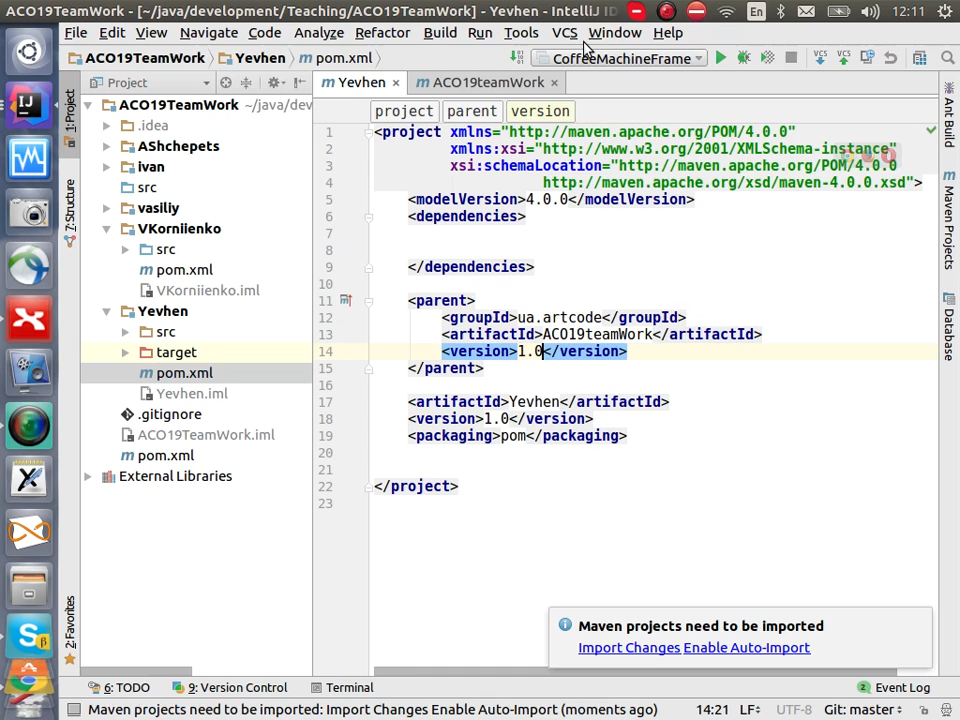 ACO19TeamWork - [~/java/development/Teaching/ACO19TeamWork] - Yevhen - IntelliJ ID
En
12:11
File Edit View Navigate Code Analyze Refactor Build Run Tools VCS Window Help
ACO19TeamWork Yevhen pom.xml
CoffeeMachineFrame
VCS VCS
Project
Yevhen ×
ACO19teamWork ×
1: Project
7: Structure
2: Favorites
Ant Build
Maven Projects
Database
ACO19TeamWork ~/java/dev
.idea
AShchepets
ivan
src
vasiliy
VKorniienko
src
pom.xml
VKorniienko.iml
Yevhen
src
target
pom.xml
Yevhen.iml
.gitignore
ACO19TeamWork.iml
pom.xml
External Libraries
project parent version
1 <project xmlns="http://maven.apache.org/POM/4.0.0"
2 xmlns:xsi="http://www.w3.org/2001/XMLSchema-instance"
3 xsi:schemaLocation="http://maven.apache.org/POM/4.0.0
4 http://maven.apache.org/xsd/maven-4.0.0.xsd">
5 <modelVersion>4.0.0</modelVersion>
6 <dependencies>
7
8
9 </dependencies>
10
11 <parent>
12 <groupId>ua.artcode</groupId>
13 <artifactId>ACO19teamWork</artifactId>
14 <version>1.0</version>
15 </parent>
16
17 <artifactId>Yevhen</artifactId>
18 <version>1.0</version>
19 <packaging>pom</packaging>
20
21
22 </project>
23
Maven projects need to be imported
Import Changes Enable Auto-Import
6: TODO 9: Version Control Terminal
2 Event Log
Maven projects need to be imported: Import Changes Enable Auto-Import (moments ago)
14:21 LF÷ UTF-8 Git: master÷